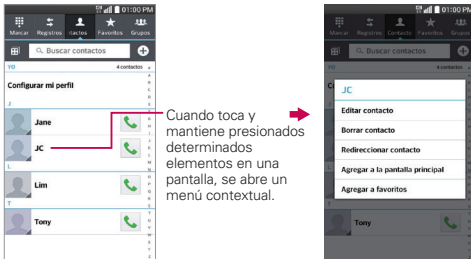 01:00 PM
Marcar Registros ntactos Favoritos Grupos
Buscar contactos
YO 4 contactos
Configurar mi perfil
J
Jane
JC
L
Lim
T
Tony
Cuando toca y
mantiene presionados
determinados
elementos en una
pantalla, se abre un
menú contextual.
01:00 PM
Marcar Registros Contacto Favoritos Grupos
Buscar contactos
YO 4 contactos
JC
Editar contacto
Borrar contacto
Redireccionar contacto
Agregar a la pantalla principal
Agregar a favoritos
Tony